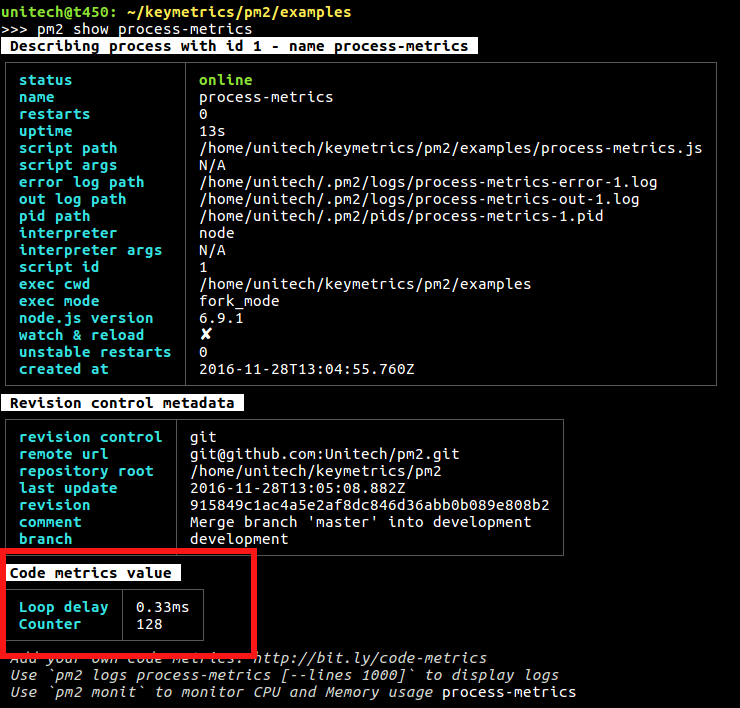 unitech@t450: ~/keymetrics/pm2/examples
>>> pm2 show process-metrics
Describing process with id 1 - name process-metrics
status online
name process-metrics
restarts 0
uptime 13s
script path /home/unitech/keymetrics/pm2/examples/process-metrics.js
script args N/A
error log path /home/unitech/.pm2/logs/process-metrics-error-1.log
out log path /home/unitech/.pm2/logs/process-metrics-out-1.log
pid path /home/unitech/.pm2/pids/process-metrics-1.pid
interpreter node
interpreter args N/A
script id 1
exec cwd /home/unitech/keymetrics/pm2/examples
exec mode fork_mode
node.js version 6.9.1
watch & reload ✘
unstable restarts 0
created at 2016-11-28T13:04:55.760Z
Revision control metadata
revision control git
remote url git@github.com:Unitech/pm2.git
repository root /home/unitech/keymetrics/pm2
last update 2016-11-28T13:05:08.882Z
revision 915849c1ac4a5e2af8dc846d36abb0b089e808b2
comment Merge branch 'master' into development
branch development
Code metrics value
Loop delay 0.33ms
Counter 128
Add your own code metrics: http://bit.ly/code-metrics
Use `pm2 logs process-metrics [--lines 1000]` to display logs
Use `pm2 monit` to monitor CPU and Memory usage process-metrics